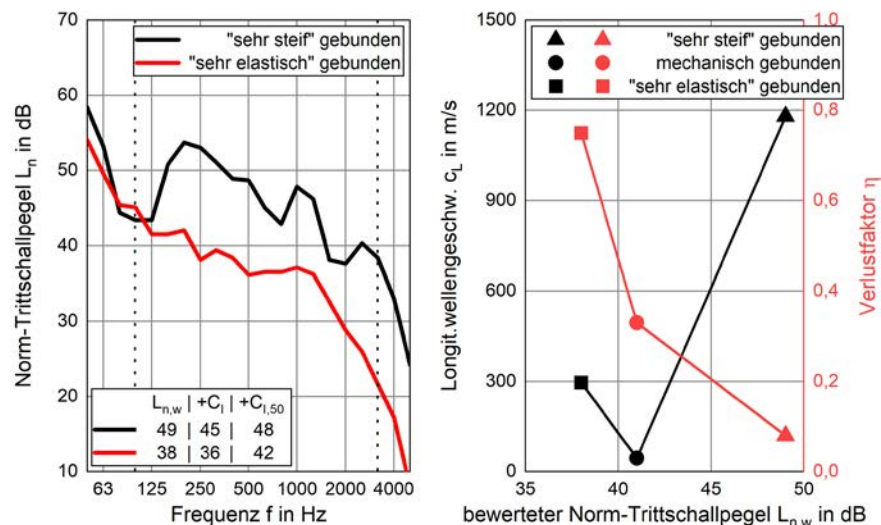 70
60
50
40
30
20
10
Norm-Trittschallpegel Ln in dB
"sehr steif" gebunden
"sehr elastisch" gebunden
Ln,w | +CI | +CI,50
49 | 45 | 48
38 | 36 | 42
63 125 250 500 1000 2000 4000
Frequenz f in Hz
1500
1200
900
600
300
0
Longit.wellengeschw. cL in m/s
"sehr steif" gebunden
mechanisch gebunden
"sehr elastisch" gebunden
1,0
0,8
0,6
0,4
0,2
0,0
Verlustfaktor η
35 40 45 50
bewerteter Norm-Trittschallpegel Ln,w in dB